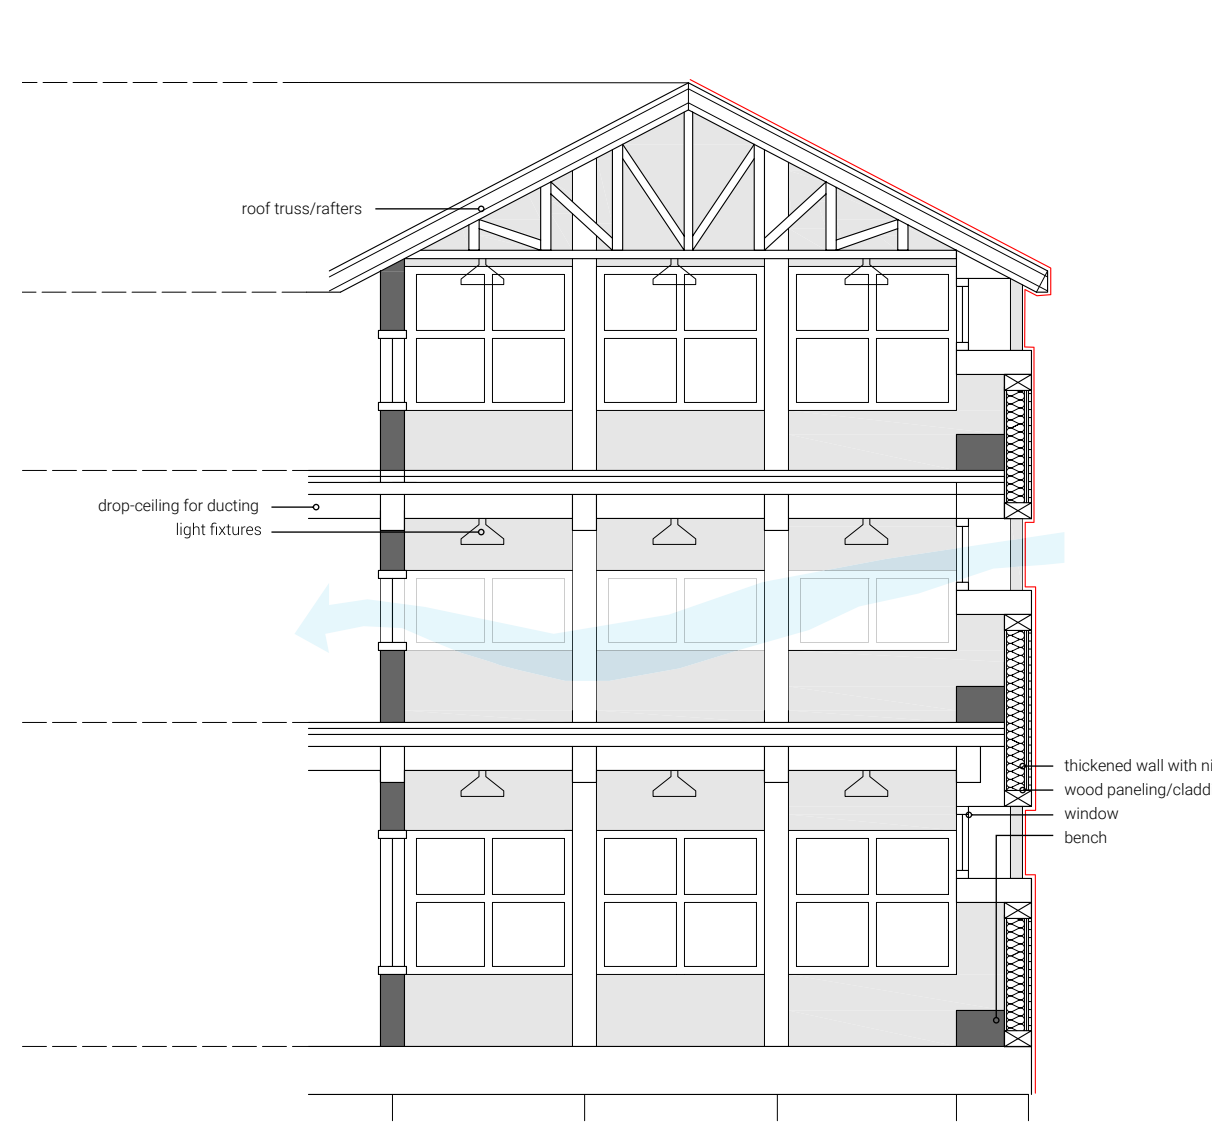 roof truss/rafters
drop-ceiling for ducting
light fixtures
thickened wall with
wood paneling/cladd
window
bench